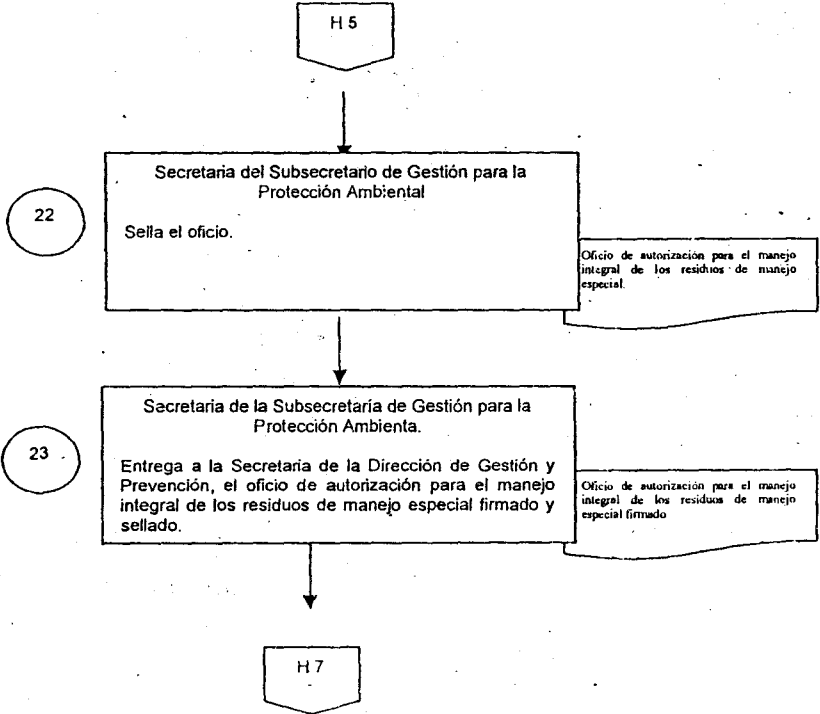 H 5
Secretaria del Subsecretario de Gestión para la
Protección Ambiental
22
Sella el oficio.
Oficio de autorización para el manejo
integral de los residuos de manejo
especial.
Secretaria de la Subsecretaría de Gestión para la
Protección Ambienta.
23
Entrega a la Secretaria de la Dirección de Gestión y
Prevención, el oficio de autorización para el manejo
integral de los residuos de manejo especial firmado y
sellado.
Oficio de autorización para el manejo
integral de los residuos de manejo
especial firmado
H 7